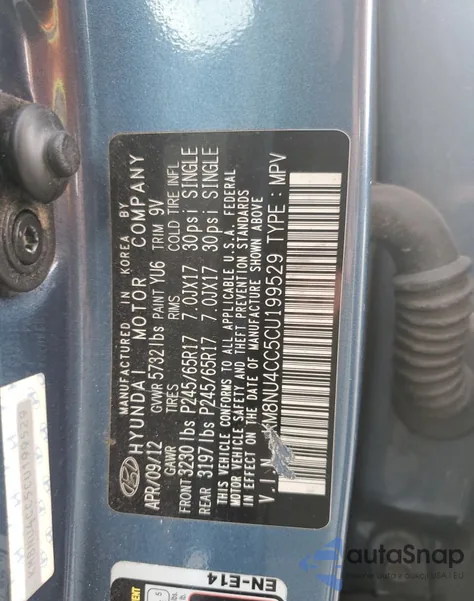 MANUFACTURED IN KOREA BY
HYUNDAI MOTOR COMPANY
APR/09/12 GVWR 5732 lbs PAINT YU6 TRIM 9V
GAWR TIRES RIMS COLD TIRE INFL
FRONT 3230 lbs P245/65R17 7.0JX17 30psi SINGLE
REAR 3197 lbs P245/65R17 7.0JX17 30psi SINGLE
THIS VEHICLE CONFORMS TO ALL APPLICABLE U.S.A. FEDERAL
MOTOR VEHICLE SAFETY AND THEFT PREVENTION STANDARDS
IN EFFECT ON THE DATE OF MANUFACTURE SHOWN ABOVE
V.I.N KM8NU4CC5CU199529 TYPE : MPV
EN-E14
autoSnap